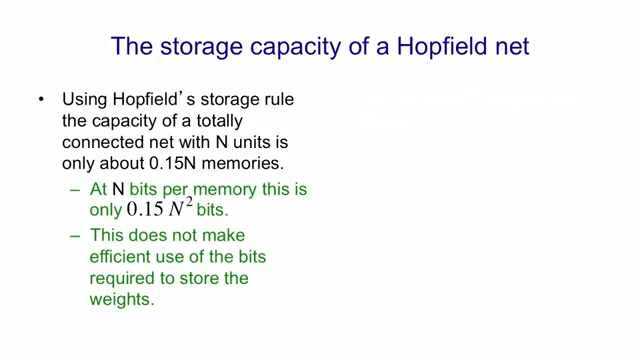 The storage capacity of a Hopfield net
• Using Hopfield's storage rule
the capacity of a totally
connected net with N units is
only about 0.15N memories.
– At N bits per memory this is
only 0.15 N² bits.
– This does not make
efficient use of the bits
required to store the
weights.